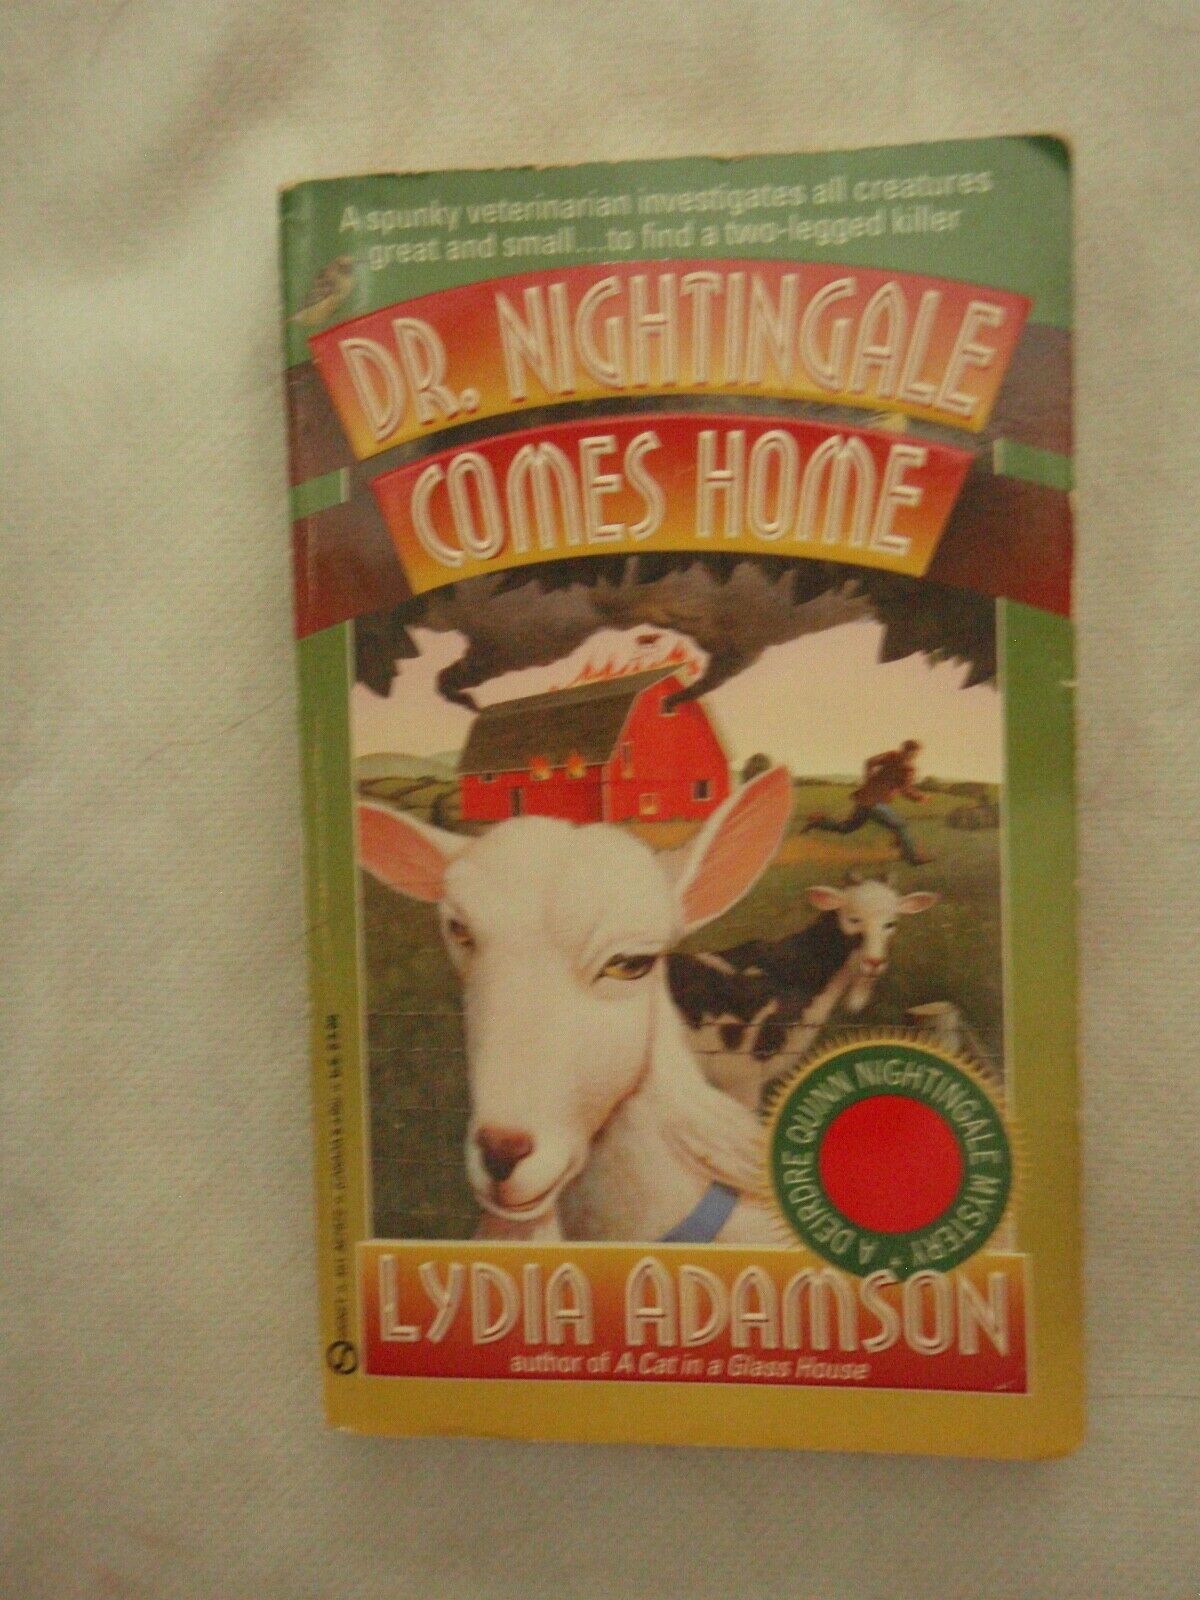 A spunky veterinarian investigates all creatures
great and small...to find a two-legged killer
DR. NIGHTINGALE
COMES HOME
A DEIRDRE QUINN NIGHTINGALE MYSTERY •
LYDIA ADAMSON
author of A Cat in a Glass House